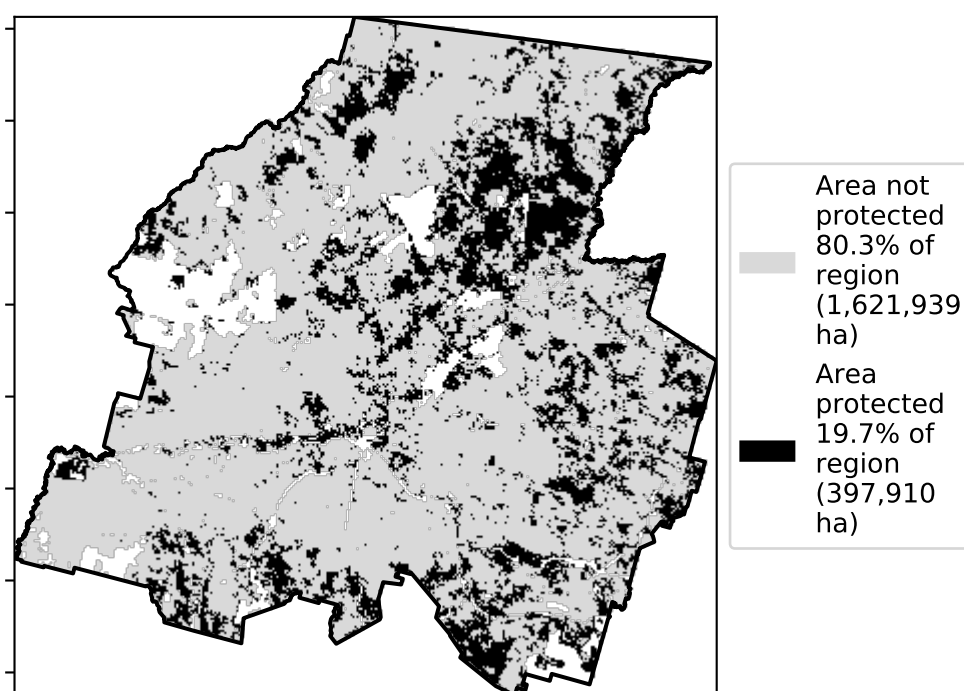 Area not
protected
80.3% of
region
(1,621,939
ha)
Area
protected
19.7% of
region
(397,910
ha)